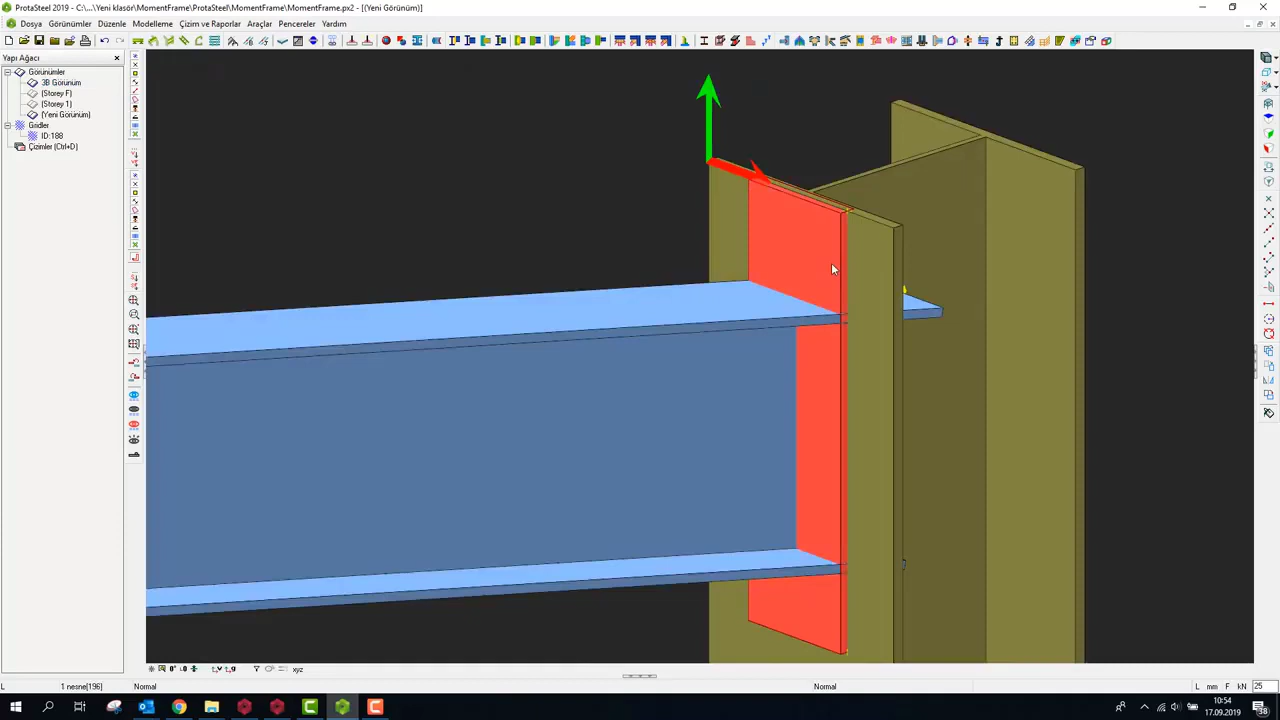 ProtaSteel 2019 - C:\...\Yeni klasör\MomentFrame\ProtaSteel\MomentFrame\MomentFrame.px2 - [(Yeni Görünüm)]
Dosya Görünümler Düzenle Modelleme Çizim ve Raporlar Araçlar Pencereler Yardım
Yapı Ağacı
Görünümler
3B Görünüm
(Storey F)
(Storey 1)
(Yeni Görünüm)
Gridler
ID:188
Çizimler (Ctrl+D)
xyz
L 1 nesne[196] Normal Normal L mm F kN 25
10:54
17.09.2019
38